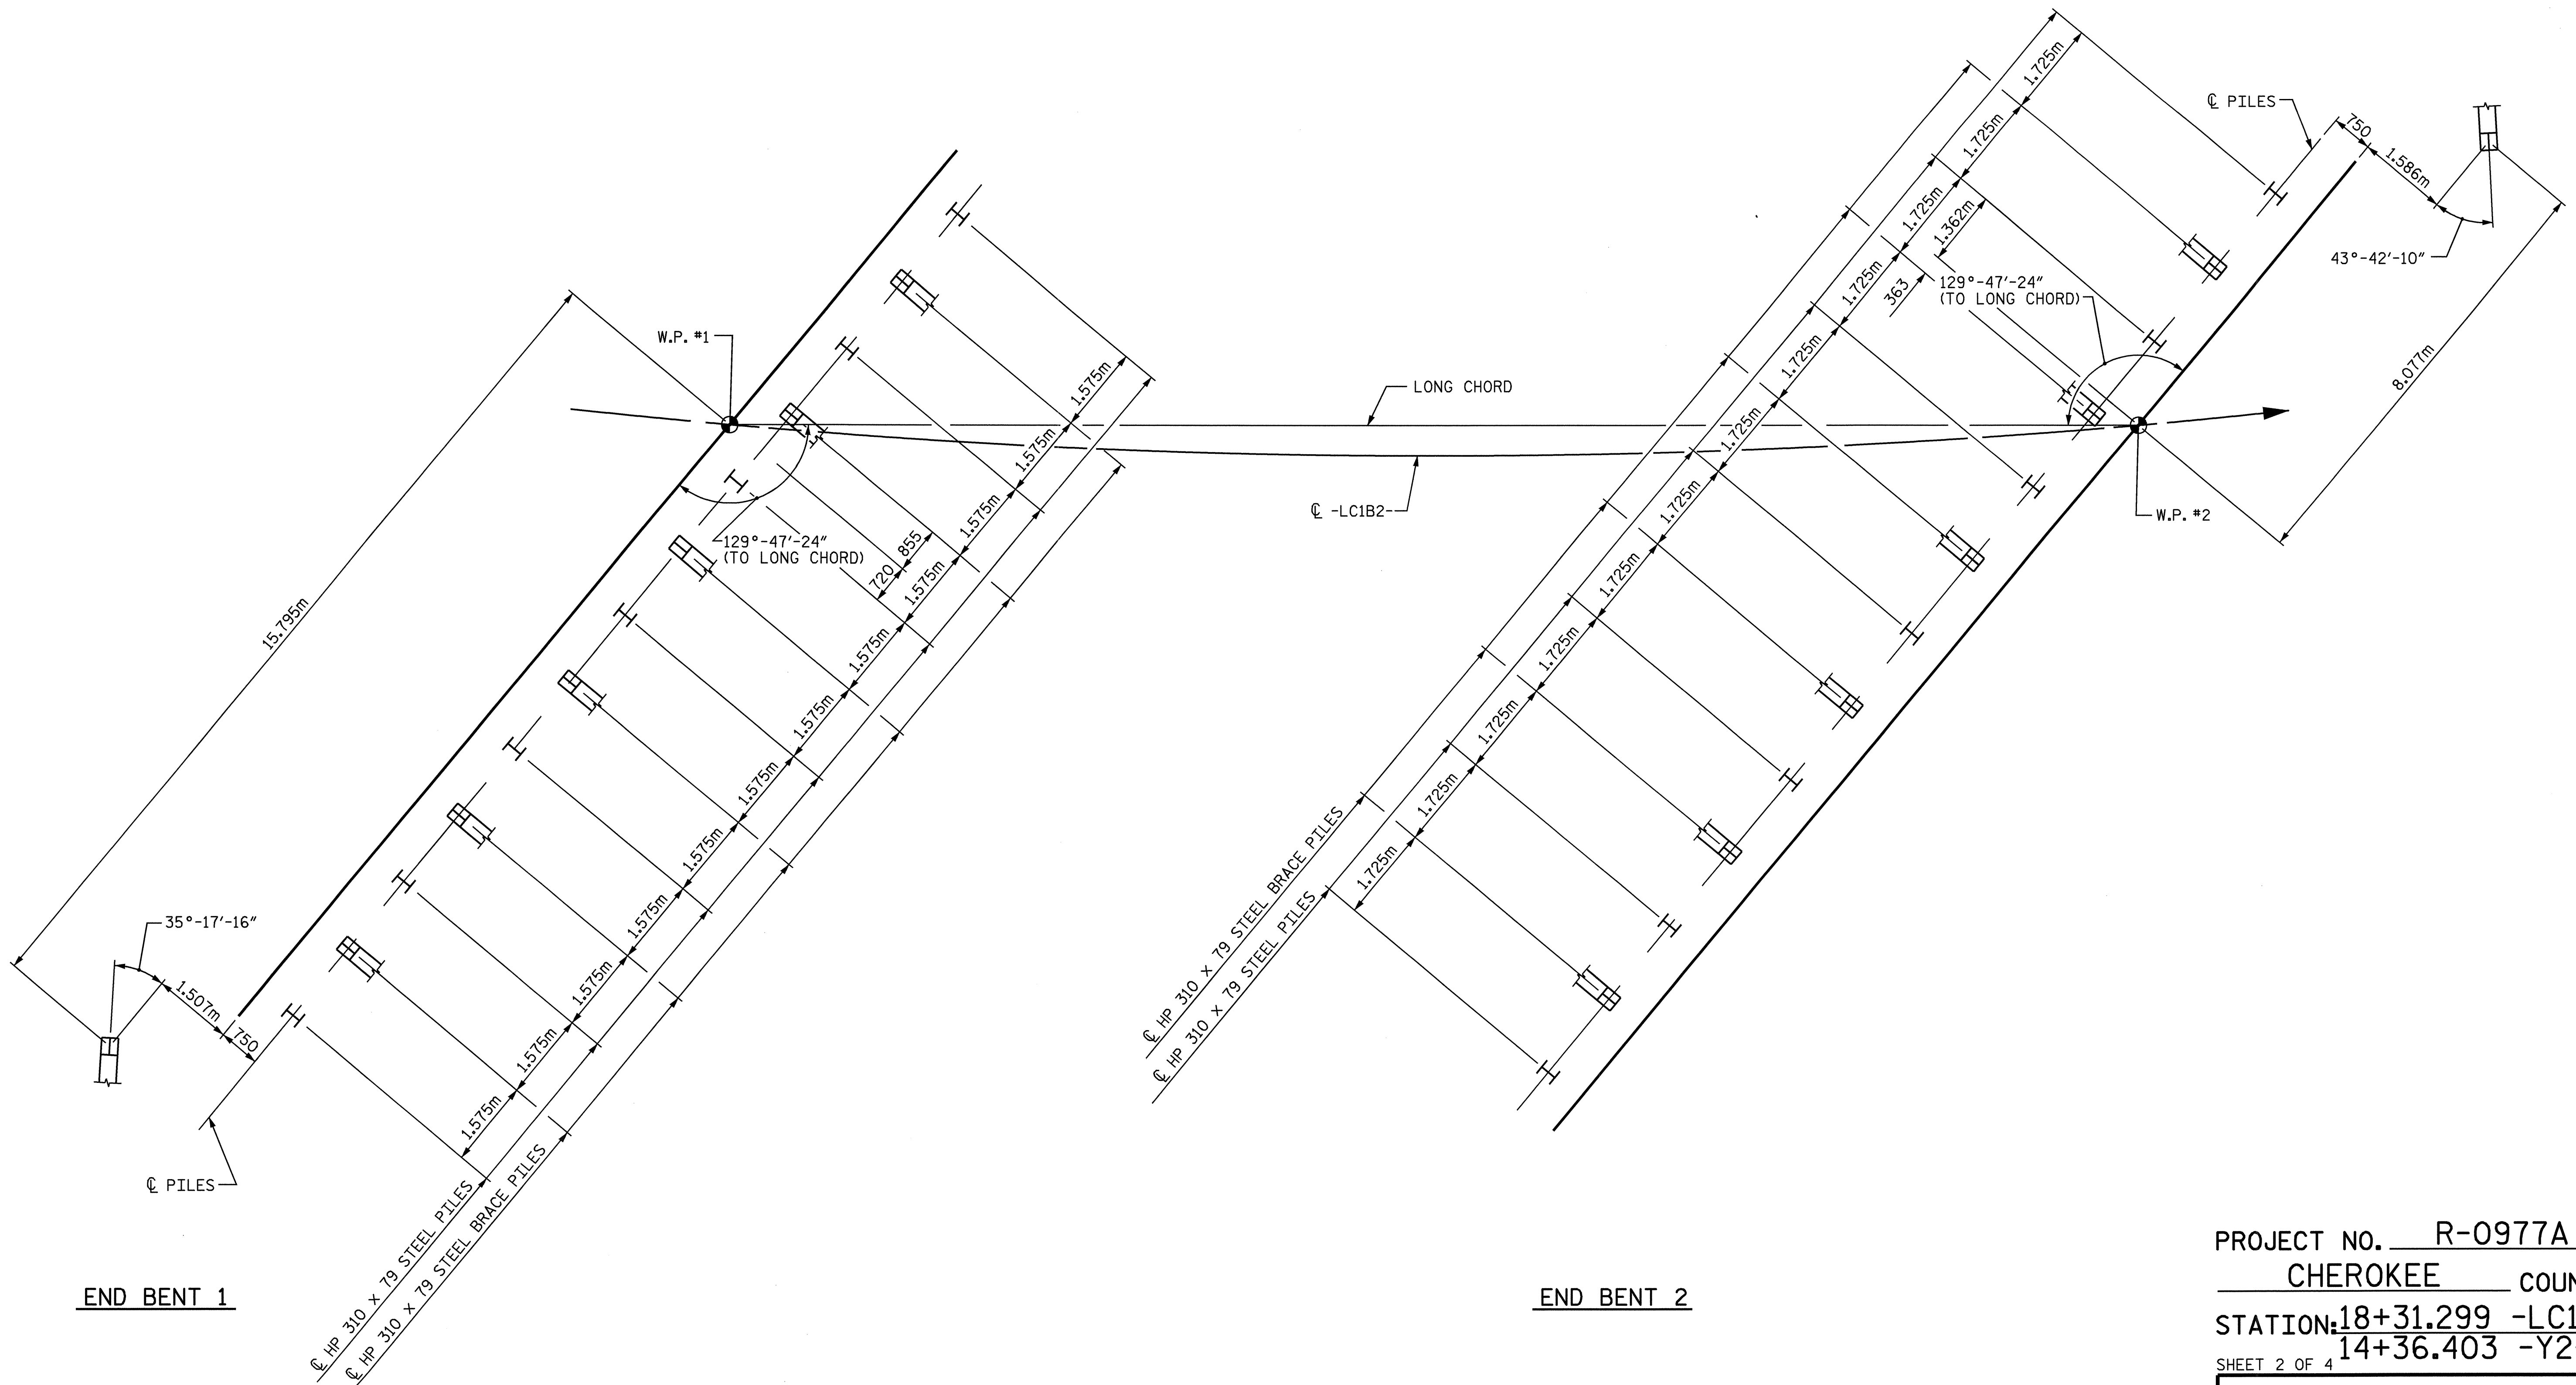 1.725m
1.725m
1.725m
1.725m
1.725m
1.725m
1.725m
1.725m
1.725m
1.725m
1.725m
1.725m
1.362m
363
℄ PILES
750
1.586m
43°-42'-10"
8.077m
129°-47'-24"
(TO LONG CHORD)
W.P. #1
LONG CHORD
℄ -LC1B2-
W.P. #2
1.575m
1.575m
1.575m
1.575m
1.575m
1.575m
1.575m
1.575m
1.575m
1.575m
1.575m
1.575m
855
720
129°-47'-24"
(TO LONG CHORD)
15.795m
35°-17'-16"
1.507m
750
℄ PILES
℄ HP 310 x 79 STEEL BRACE PILES
℄ HP 310 x 79 STEEL PILES
℄ HP 310 x 79 STEEL PILES
℄ HP 310 x 79 STEEL BRACE PILES
END BENT 1
END BENT 2
PROJECT NO. R-0977A
CHEROKEE COUN
STATION: 18+31.299 -LC1
14+36.403 -Y2
SHEET 2 OF 4